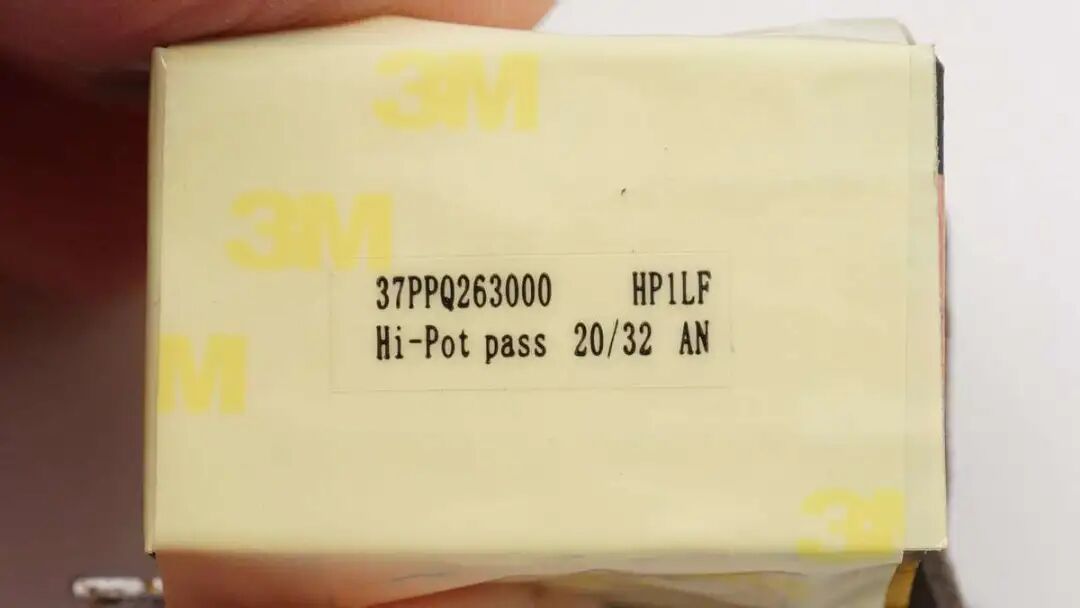 3M
3M
3M
37PPQ263000 HP1LF
Hi-Pot pass 20/32 AN
3M